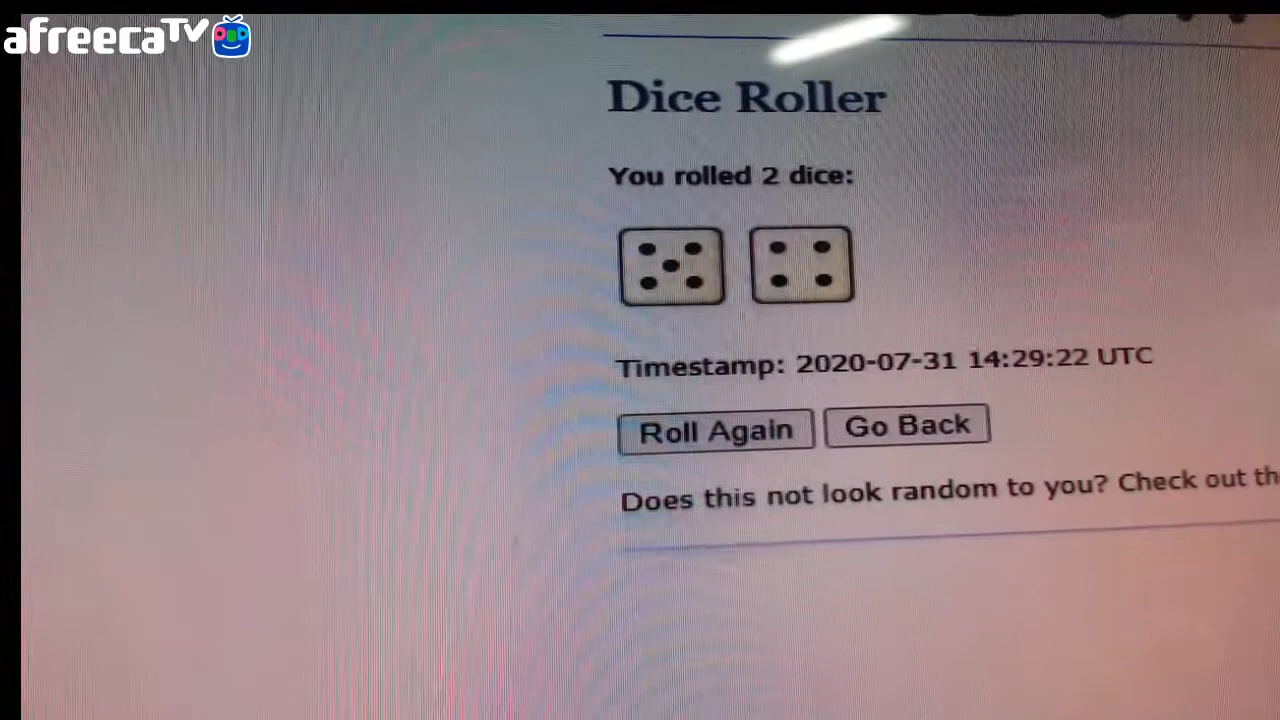 afreecaTV
Dice Roller
You rolled 2 dice:
Timestamp: 2020-07-31 14:29:22 UTC
Roll Again Go Back
Does this not look random to you? Check out th